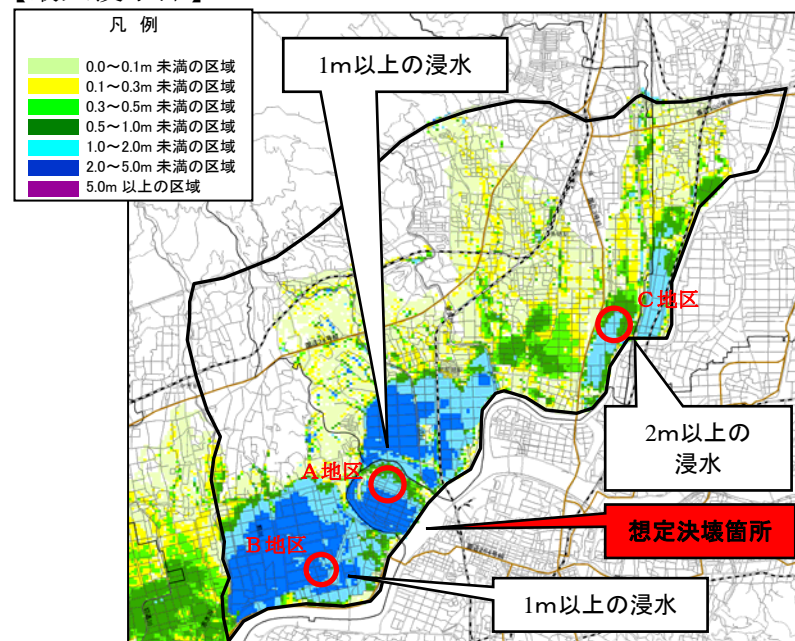 凡 例
0.0～0.1m 未満の区域
0.1～0.3m 未満の区域
0.3～0.5m 未満の区域
0.5～1.0m 未満の区域
1.0～2.0m 未満の区域
2.0～5.0m 未満の区域
5.0m 以上の区域
1m以上の浸水
C地区
2m以上の
浸水
A地区
想定決壊箇所
B地区
1m以上の浸水